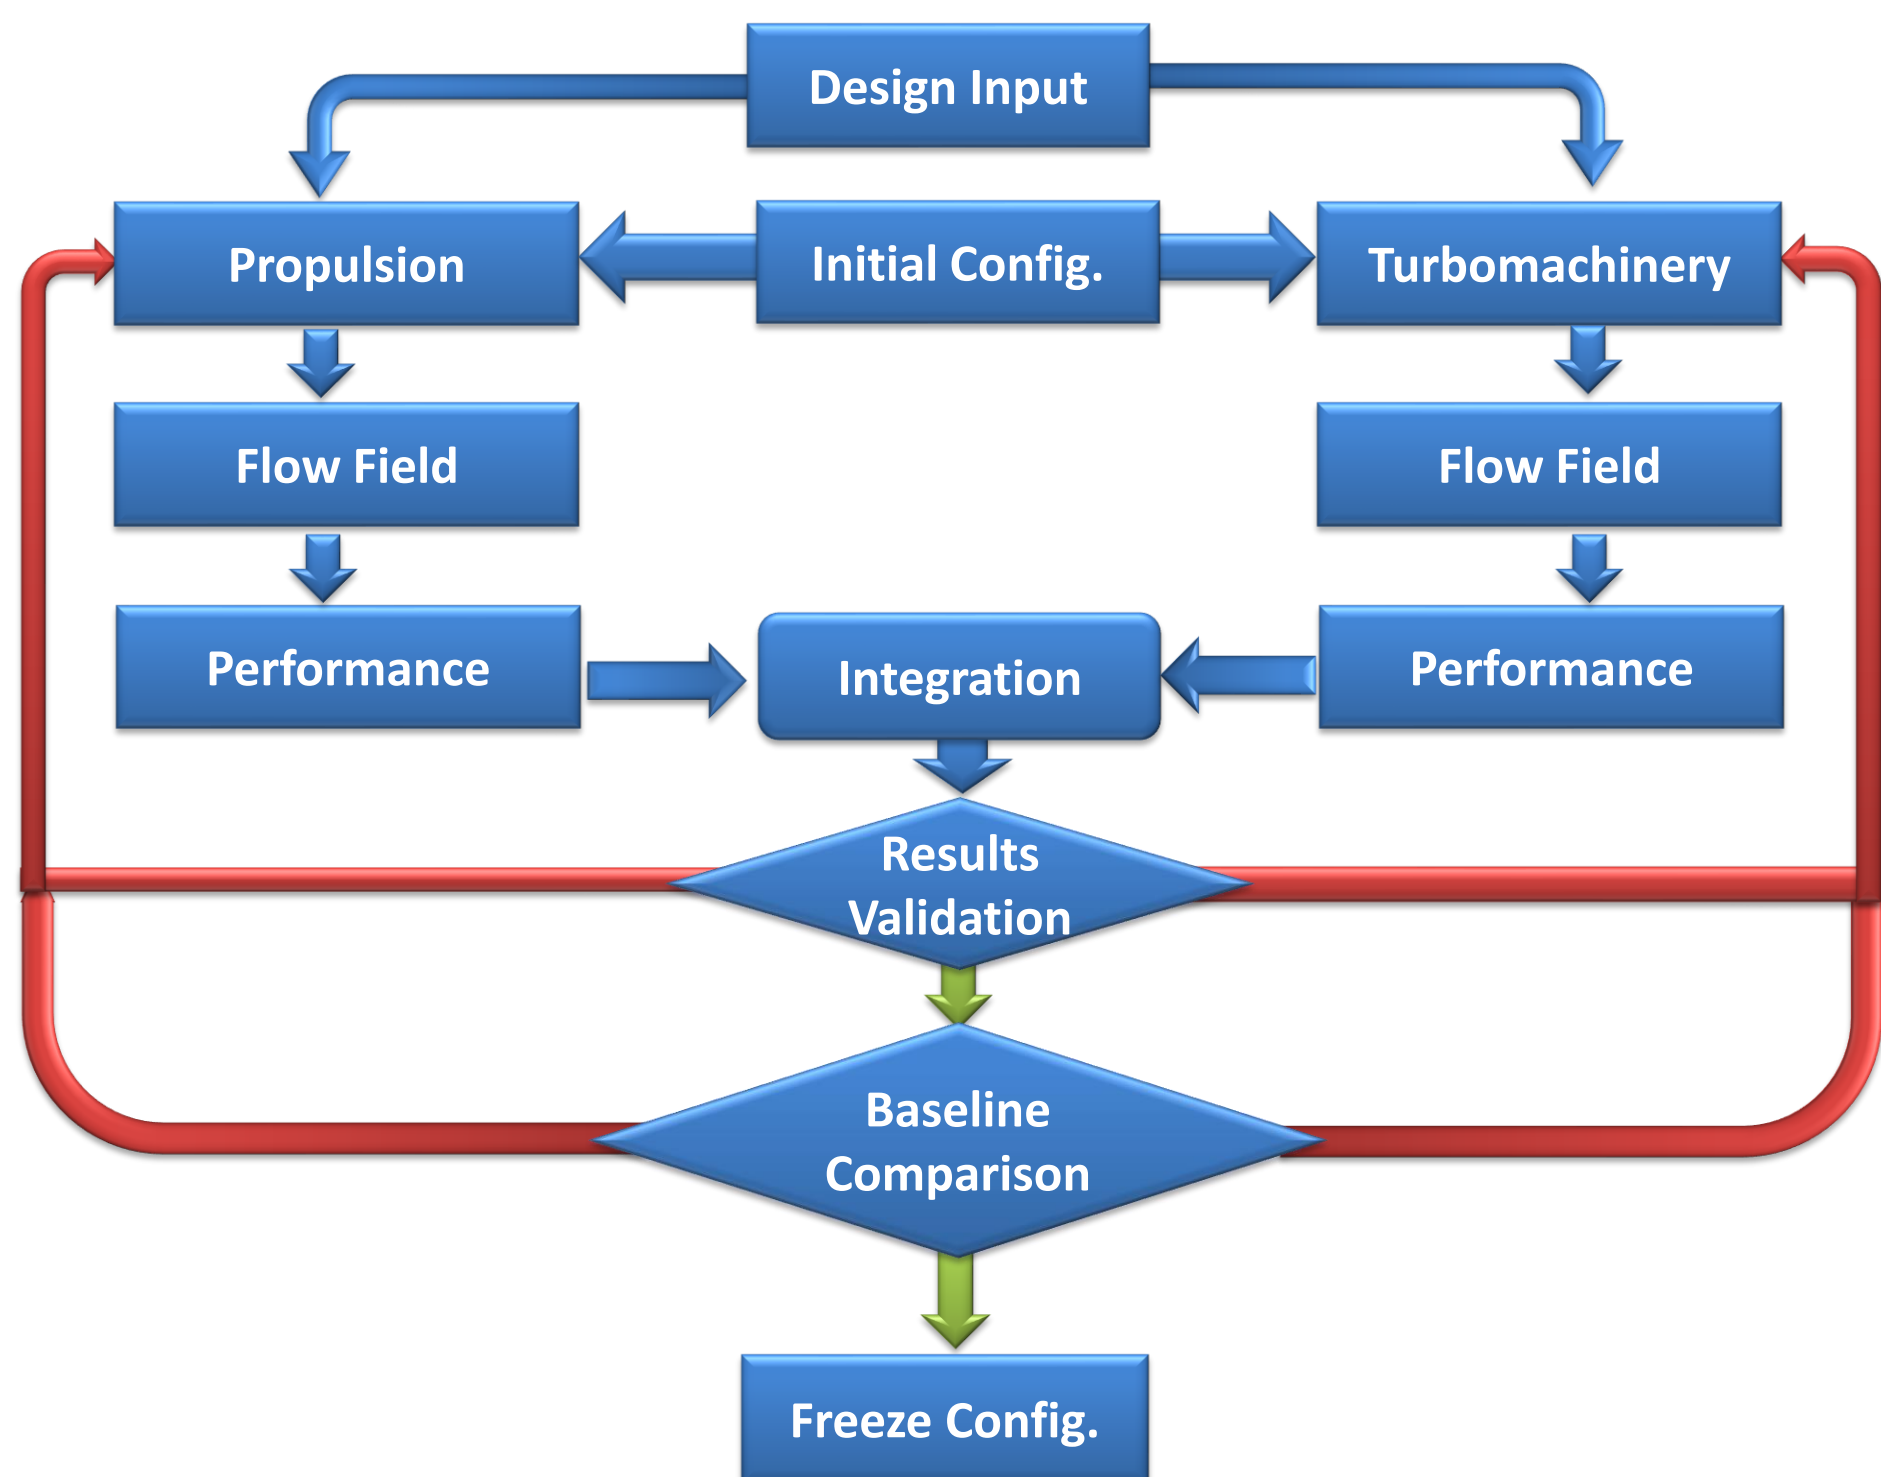 Design Input
Propulsion
Initial Config.
Turbomachinery
Flow Field
Flow Field
Performance
Integration
Performance
Results
Validation
Baseline
Comparison
Freeze Config.